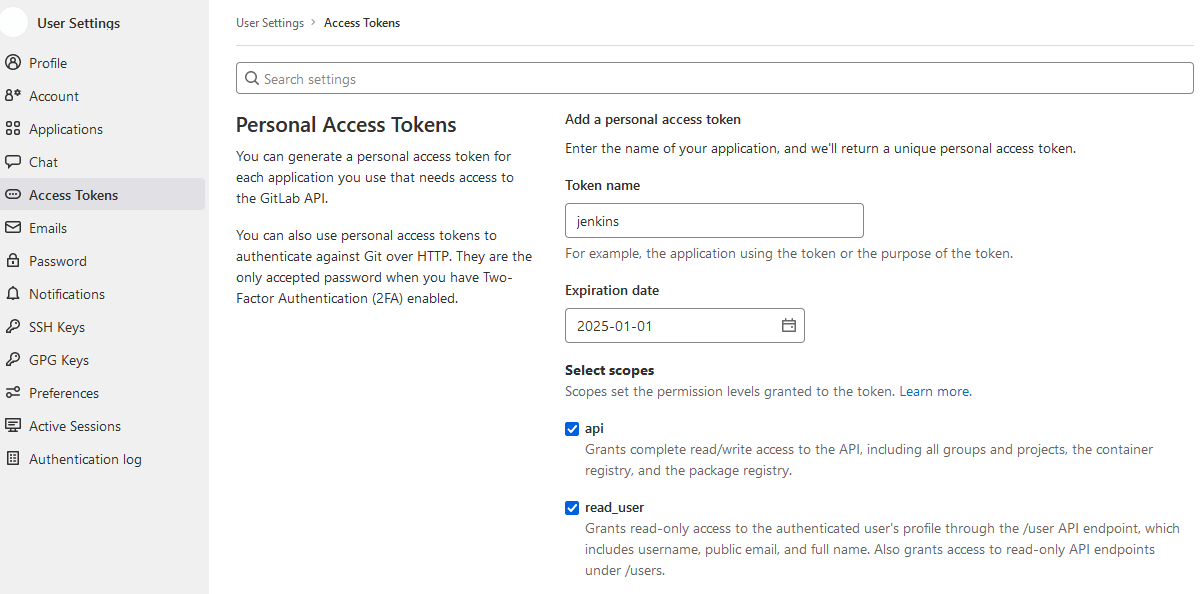 User Settings
Profile
Account
Applications
Chat
Access Tokens
Emails
Password
Notifications
SSH Keys
GPG Keys
Preferences
Active Sessions
Authentication log
User Settings > Access Tokens
Search settings
Personal Access Tokens
You can generate a personal access token for
each application you use that needs access to
the GitLab API.
You can also use personal access tokens to
authenticate against Git over HTTP. They are the
only accepted password when you have Two-
Factor Authentication (2FA) enabled.
Add a personal access token
Enter the name of your application, and we'll return a unique personal access token.
Token name
jenkins
For example, the application using the token or the purpose of the token.
Expiration date
2025-01-01
Select scopes
Scopes set the permission levels granted to the token. Learn more.
api
Grants complete read/write access to the API, including all groups and projects, the container
registry, and the package registry.
read_user
Grants read-only access to the authenticated user's profile through the /user API endpoint, which
includes username, public email, and full name. Also grants access to read-only API endpoints
under /users.